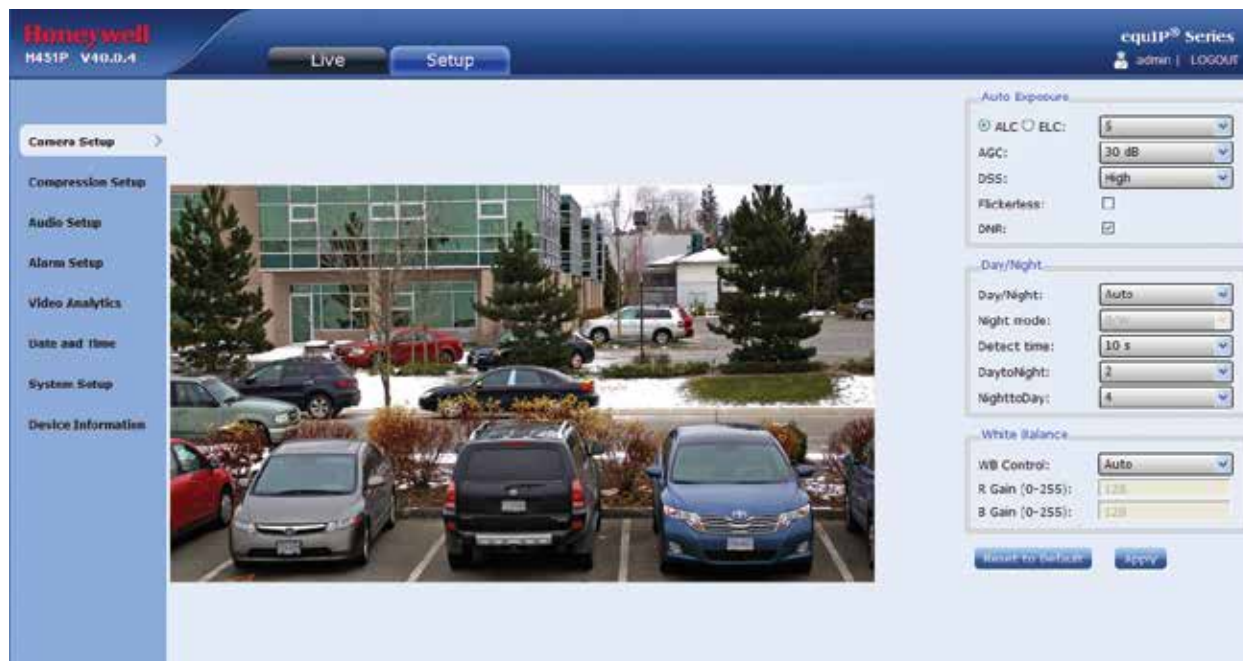 Honeywell
H4S1P V40.0.4
Live
Setup
equIP® Series
admin | LOGOUT
Camera Setup
Compression Setup
Audio Setup
Alarm Setup
Video Analytics
Date and Time
System Setup
Device Information
Auto Exposure
ALC ELC: 5
AGC: 30 dB
DSS: High
Flickerless:
DNR:
Day/Night
Day/Night: Auto
Night mode: B/W
Detect time: 10 s
DaytoNight: 2
NighttoDay: 4
White Balance
WB Control: Auto
R Gain (0-255): 128
B Gain (0-255): 128
Reset to Default
Apply